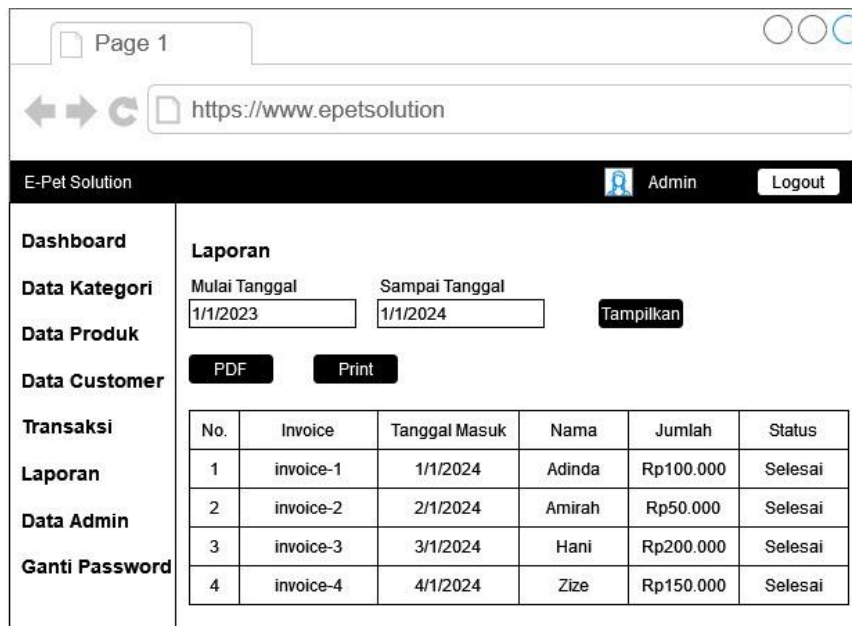 Page 1
https://www.epetsolution
E-Pet Solution Admin Logout
Dashboard
Data Kategori
Data Produk
Data Customer
Transaksi
Laporan
Data Admin
Ganti Password
Laporan
Mulai Tanggal Sampai Tanggal
1/1/2023 1/1/2024 Tampilkan
PDF Print
No. Invoice Tanggal Masuk Nama Jumlah Status
1 invoice-1 1/1/2024 Adinda Rp100.000 Selesai
2 invoice-2 2/1/2024 Amirah Rp50.000 Selesai
3 invoice-3 3/1/2024 Hani Rp200.000 Selesai
4 invoice-4 4/1/2024 Zize Rp150.000 Selesai